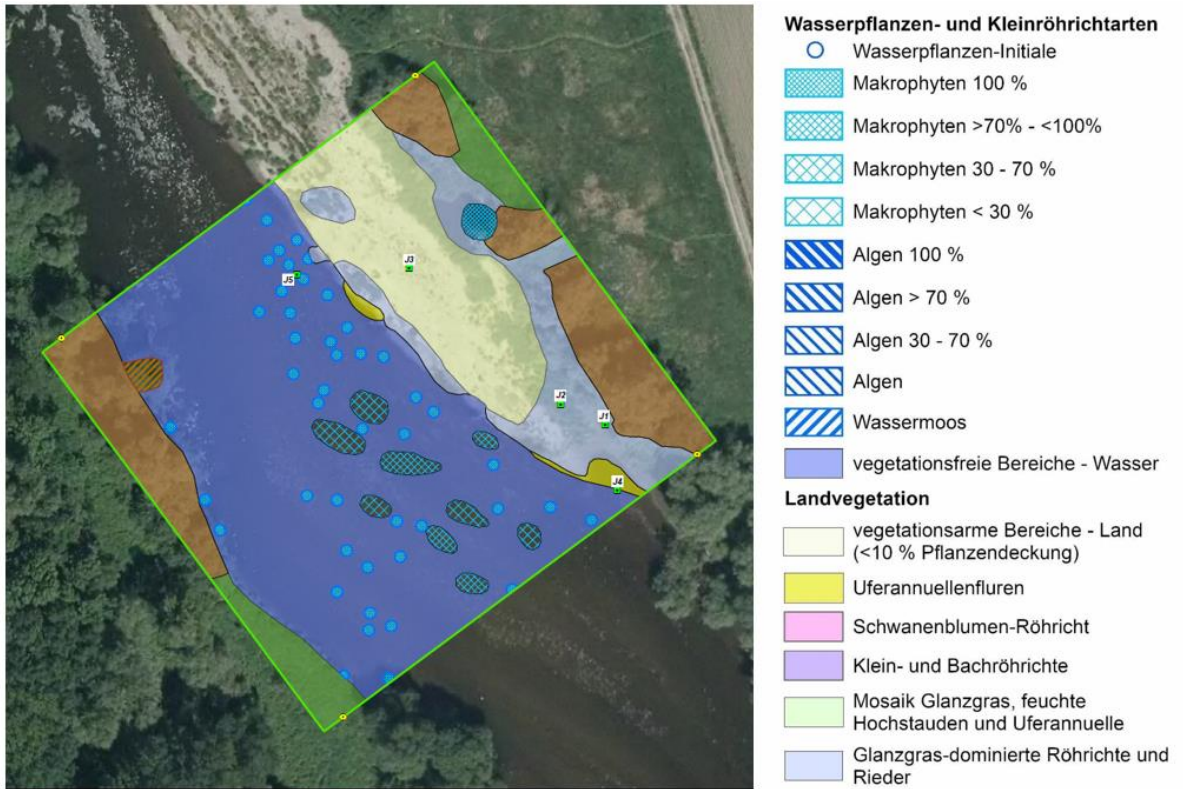 Wasserpflanzen- und Kleinröhrichtarten
Wasserpflanzen-Initiale
Makrophyten 100 %
Makrophyten >70% - <100%
Makrophyten 30 - 70 %
Makrophyten < 30 %
Algen 100 %
Algen > 70 %
Algen 30 - 70 %
Algen
Wassermoos
vegetationsfreie Bereiche - Wasser
Landvegetation
vegetationsarme Bereiche - Land
(<10 % Pflanzendeckung)
Uferannuellenfluren
Schwanenblumen-Röhricht
Klein- und Bachröhrichte
Mosaik Glanzgras, feuchte
Hochstauden und Uferannuelle
Glanzgras-dominierte Röhrichte und
Rieder
J3
J5
J2
J1
J4